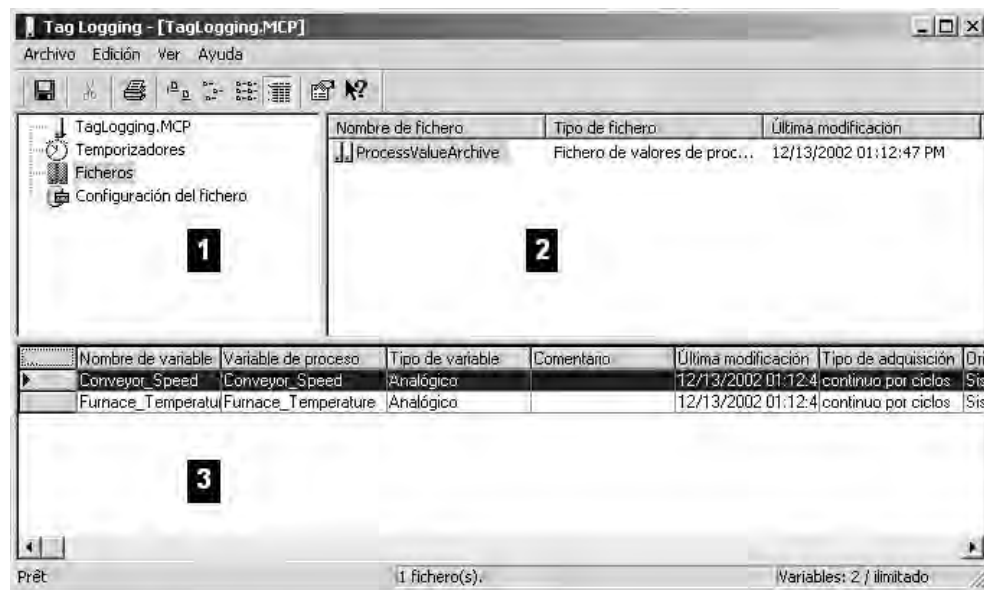 Tag Logging - [TagLogging.MCP]
Archivo Edición Ver Ayuda
TagLogging.MCP
Temporizadores
Ficheros
Configuración del fichero
1
Nombre de fichero Tipo de fichero Última modificación
ProcessValueArchive Fichero de valores de proc... 12/13/2002 01:12:47 PM
2
Nombre de variable Variable de proceso Tipo de variable Comentario Última modificación Tipo de adquisición Ori
Conveyor_Speed Conveyor_Speed Analógico 12/13/2002 01:12:4 continuo por ciclos Sis
Furnace_Temperatu Furnace_Temperature Analógico 12/13/2002 01:12:4 continuo por ciclos Sis
3
Prêt 1 fichero(s). Variables: 2 / ilimitado